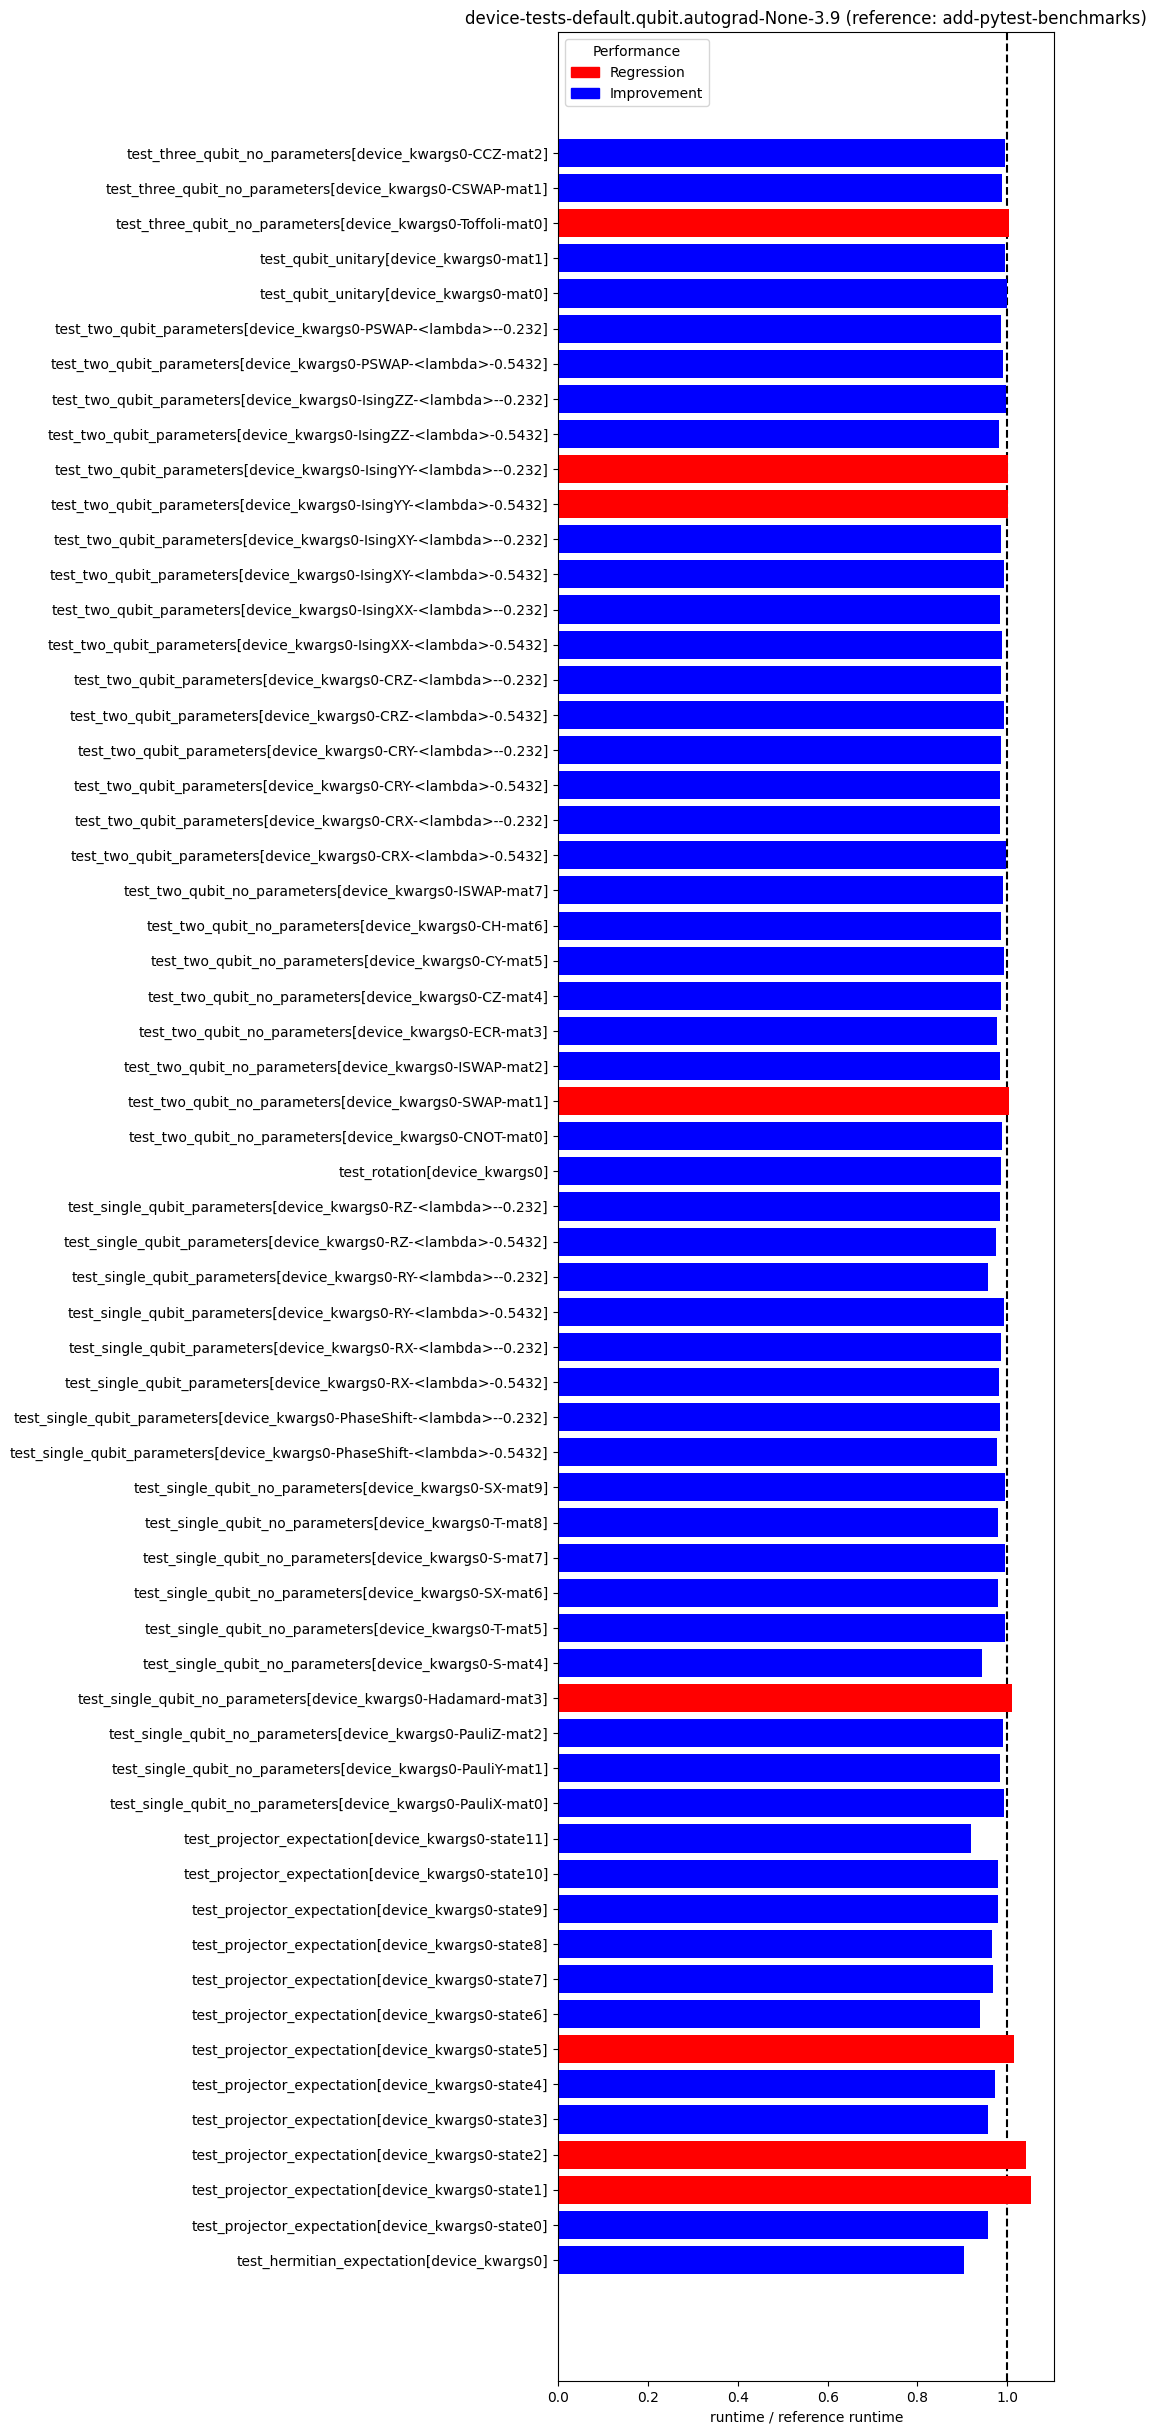 device-tests-default.qubit.autograd-None-3.9 (reference: add-pytest-benchmarks)
Performance
Regression
Improvement
test_three_qubit_no_parameters[device_kwargs0-CCZ-mat2]
test_three_qubit_no_parameters[device_kwargs0-CSWAP-mat1]
test_three_qubit_no_parameters[device_kwargs0-Toffoli-mat0]
test_qubit_unitary[device_kwargs0-mat1]
test_qubit_unitary[device_kwargs0-mat0]
test_two_qubit_parameters[device_kwargs0-PSWAP-<lambda>--0.232]
test_two_qubit_parameters[device_kwargs0-PSWAP-<lambda>-0.5432]
test_two_qubit_parameters[device_kwargs0-IsingZZ-<lambda>--0.232]
test_two_qubit_parameters[device_kwargs0-IsingZZ-<lambda>-0.5432]
test_two_qubit_parameters[device_kwargs0-IsingYY-<lambda>--0.232]
test_two_qubit_parameters[device_kwargs0-IsingYY-<lambda>-0.5432]
test_two_qubit_parameters[device_kwargs0-IsingXY-<lambda>--0.232]
test_two_qubit_parameters[device_kwargs0-IsingXY-<lambda>-0.5432]
test_two_qubit_parameters[device_kwargs0-IsingXX-<lambda>--0.232]
test_two_qubit_parameters[device_kwargs0-IsingXX-<lambda>-0.5432]
test_two_qubit_parameters[device_kwargs0-CRZ-<lambda>--0.232]
test_two_qubit_parameters[device_kwargs0-CRZ-<lambda>-0.5432]
test_two_qubit_parameters[device_kwargs0-CRY-<lambda>--0.232]
test_two_qubit_parameters[device_kwargs0-CRY-<lambda>-0.5432]
test_two_qubit_parameters[device_kwargs0-CRX-<lambda>--0.232]
test_two_qubit_parameters[device_kwargs0-CRX-<lambda>-0.5432]
test_two_qubit_no_parameters[device_kwargs0-ISWAP-mat7]
test_two_qubit_no_parameters[device_kwargs0-CH-mat6]
test_two_qubit_no_parameters[device_kwargs0-CY-mat5]
test_two_qubit_no_parameters[device_kwargs0-CZ-mat4]
test_two_qubit_no_parameters[device_kwargs0-ECR-mat3]
test_two_qubit_no_parameters[device_kwargs0-ISWAP-mat2]
test_two_qubit_no_parameters[device_kwargs0-SWAP-mat1]
test_two_qubit_no_parameters[device_kwargs0-CNOT-mat0]
test_rotation[device_kwargs0]
test_single_qubit_parameters[device_kwargs0-RZ-<lambda>--0.232]
test_single_qubit_parameters[device_kwargs0-RZ-<lambda>-0.5432]
test_single_qubit_parameters[device_kwargs0-RY-<lambda>--0.232]
test_single_qubit_parameters[device_kwargs0-RY-<lambda>-0.5432]
test_single_qubit_parameters[device_kwargs0-RX-<lambda>--0.232]
test_single_qubit_parameters[device_kwargs0-RX-<lambda>-0.5432]
test_single_qubit_parameters[device_kwargs0-PhaseShift-<lambda>--0.232]
test_single_qubit_parameters[device_kwargs0-PhaseShift-<lambda>-0.5432]
test_single_qubit_no_parameters[device_kwargs0-SX-mat9]
test_single_qubit_no_parameters[device_kwargs0-T-mat8]
test_single_qubit_no_parameters[device_kwargs0-S-mat7]
test_single_qubit_no_parameters[device_kwargs0-SX-mat6]
test_single_qubit_no_parameters[device_kwargs0-T-mat5]
test_single_qubit_no_parameters[device_kwargs0-S-mat4]
test_single_qubit_no_parameters[device_kwargs0-Hadamard-mat3]
test_single_qubit_no_parameters[device_kwargs0-PauliZ-mat2]
test_single_qubit_no_parameters[device_kwargs0-PauliY-mat1]
test_single_qubit_no_parameters[device_kwargs0-PauliX-mat0]
test_projector_expectation[device_kwargs0-state11]
test_projector_expectation[device_kwargs0-state10]
test_projector_expectation[device_kwargs0-state9]
test_projector_expectation[device_kwargs0-state8]
test_projector_expectation[device_kwargs0-state7]
test_projector_expectation[device_kwargs0-state6]
test_projector_expectation[device_kwargs0-state5]
test_projector_expectation[device_kwargs0-state4]
test_projector_expectation[device_kwargs0-state3]
test_projector_expectation[device_kwargs0-state2]
test_projector_expectation[device_kwargs0-state1]
test_projector_expectation[device_kwargs0-state0]
test_hermitian_expectation[device_kwargs0]
0.0 0.2 0.4 0.6 0.8 1.0
runtime / reference runtime